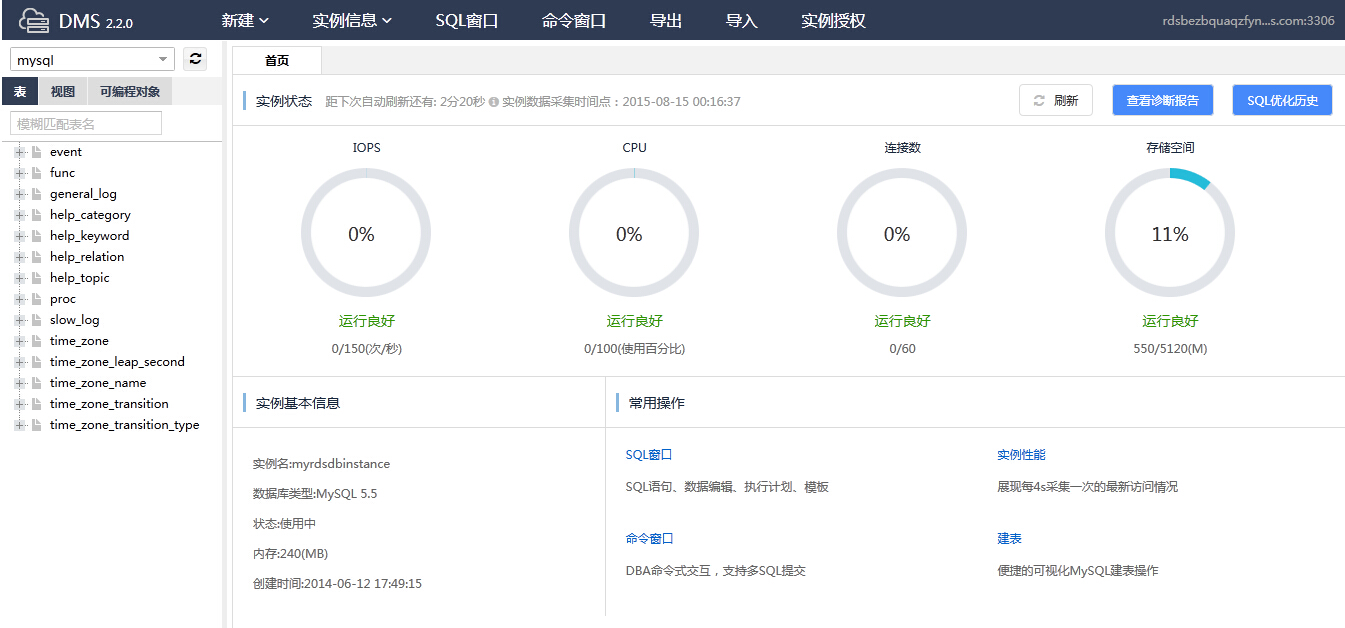 DMS 2.2.0 新建 实例信息 SQL窗口 命令窗口 导出 导入 实例授权 rdsbezbquaqzfyn...s.com:3306
mysql
表 视图 可编程对象
模糊匹配表名
event
func
general_log
help_category
help_keyword
help_relation
help_topic
proc
slow_log
time_zone
time_zone_leap_second
time_zone_name
time_zone_transition
time_zone_transition_type
首页
实例状态 距下次自动刷新还有: 2分20秒 实例数据采集时间点：2015-08-15 00:16:37 刷新 查看诊断报告 SQL优化历史
IOPS CPU 连接数 存储空间
0% 0% 0% 11%
运行良好 运行良好 运行良好 运行良好
0/150(次/秒) 0/100(使用百分比) 0/60 550/5120(M)
实例基本信息
实例名:myrdsdbinstance
数据库类型:MySQL 5.5
状态:使用中
内存:240(MB)
创建时间:2014-06-12 17:49:15
常用操作
SQL窗口
SQL语句、数据编辑、执行计划、模板
实例性能
展现每4s采集一次的最新访问情况
命令窗口
DBA命令式交互，支持多SQL提交
建表
便捷的可视化MySQL建表操作